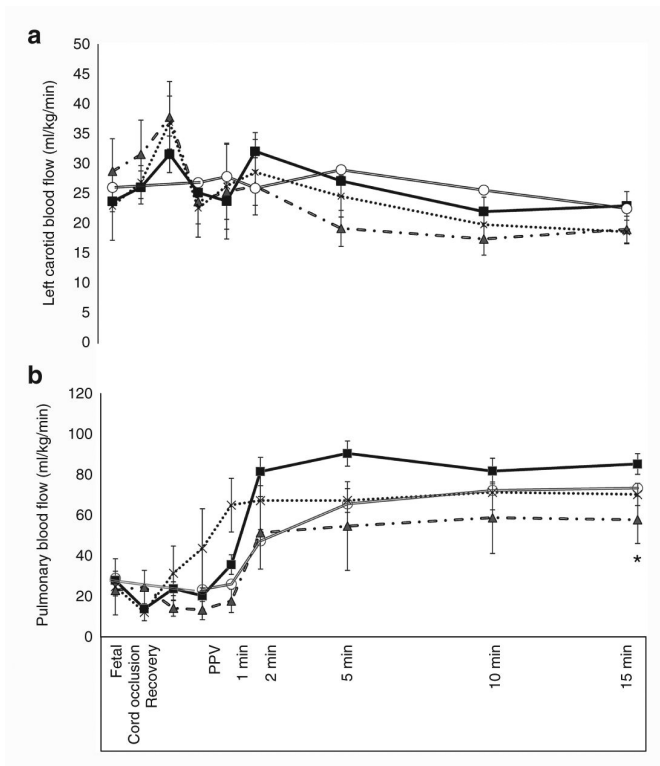 a
Left carotid blood flow (ml/kg/min)
50
45
40
35
30
25
20
15
10
5
0
b
Pulmonary blood flow (ml/kg/min)
120
100
80
60
40
20
0
*
Fetal
Cord occlusion
Recovery
PPV
1 min
2 min
5 min
10 min
15 min